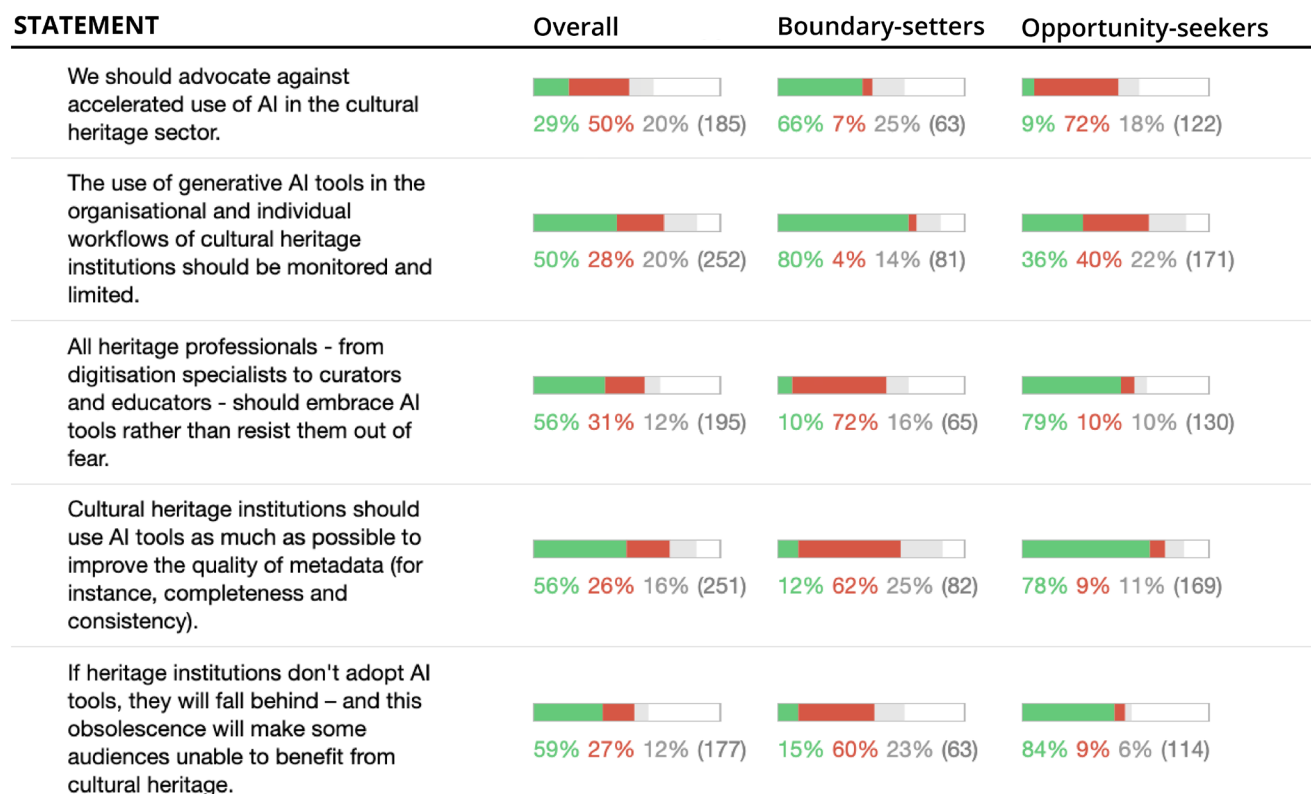 STATEMENT Overall Boundary-setters Opportunity-seekers
We should advocate against
accelerated use of AI in the cultural
heritage sector.
29% 50% 20% (185) 66% 7% 25% (63) 9% 72% 18% (122)
The use of generative AI tools in the
organisational and individual
workflows of cultural heritage
institutions should be monitored and
limited.
50% 28% 20% (252) 80% 4% 14% (81) 36% 40% 22% (171)
All heritage professionals - from
digitisation specialists to curators
and educators - should embrace AI
tools rather than resist them out of
fear.
56% 31% 12% (195) 10% 72% 16% (65) 79% 10% 10% (130)
Cultural heritage institutions should
use AI tools as much as possible to
improve the quality of metadata (for
instance, completeness and
consistency).
56% 26% 16% (251) 12% 62% 25% (82) 78% 9% 11% (169)
If heritage institutions don't adopt AI
tools, they will fall behind – and this
obsolescence will make some
audiences unable to benefit from
cultural heritage.
59% 27% 12% (177) 15% 60% 23% (63) 84% 9% 6% (114)